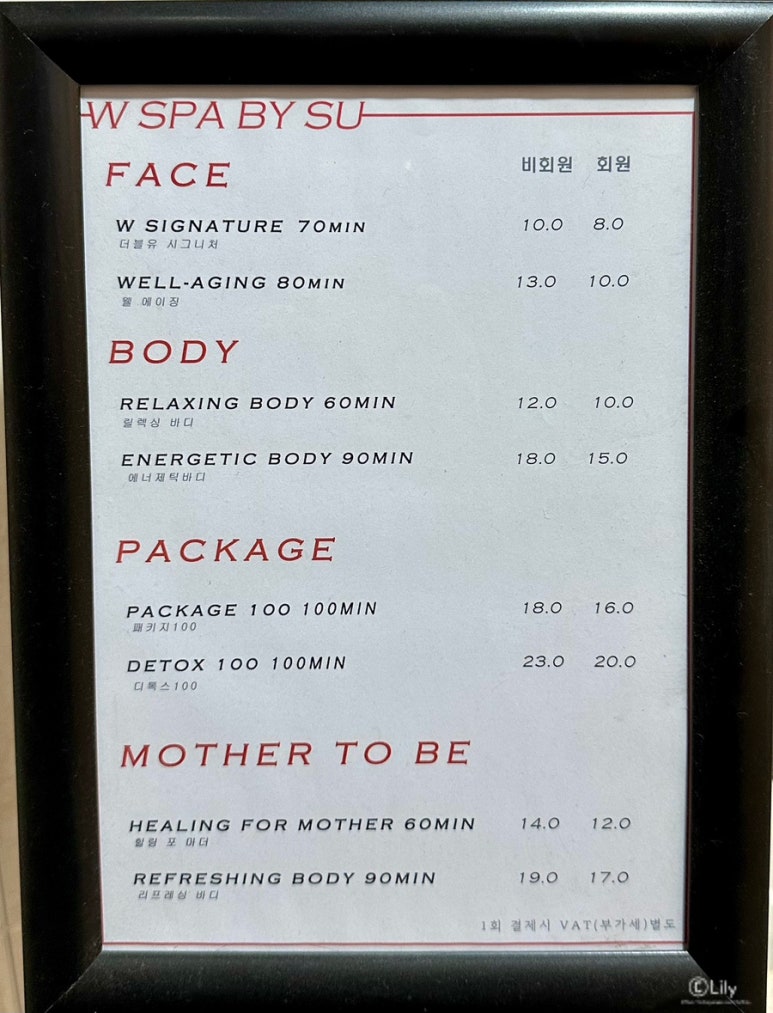 W SPA BY SU
FACE 비회원 회원
W SIGNATURE 70MIN 10.0 8.0
더블유 시그니처
WELL-AGING 80MIN 13.0 10.0
웰 에이징
BODY
RELAXING BODY 60MIN 12.0 10.0
릴렉싱 바디
ENERGETIC BODY 90MIN 18.0 15.0
에너제틱바디
PACKAGE
PACKAGE 100 100MIN 18.0 16.0
패키지100
DETOX 100 100MIN 23.0 20.0
디톡스100
MOTHER TO BE
HEALING FOR MOTHER 60MIN 14.0 12.0
힐링 포 마더
REFRESHING BODY 90MIN 19.0 17.0
리프레싱 바디
1회 결제시 VAT(부가세)별도
ⒸLily